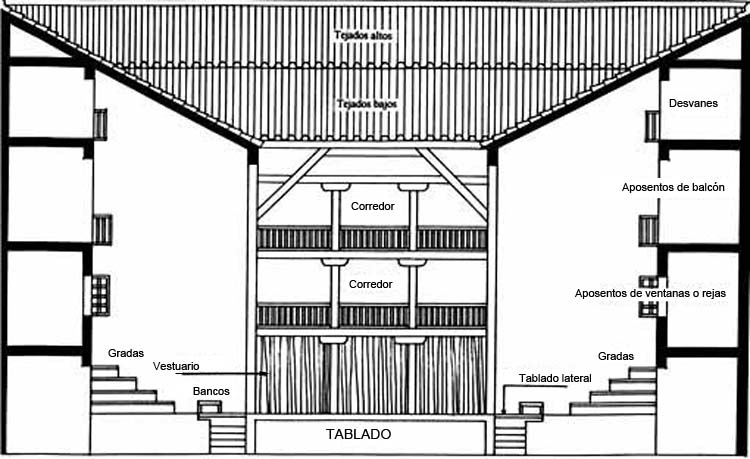 Tejados altos
Tejados bajos
Desvanes
Aposentos de balcón
Corredor
Corredor
Aposentos de ventanas o rejas
Gradas
Gradas
Vestuario
Tablado lateral
Bancos
TABLADO